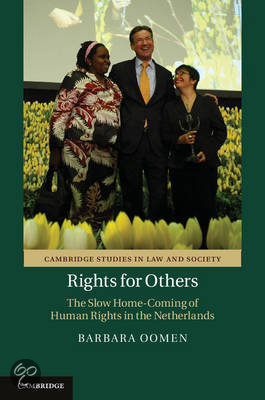 CAMBRIDGE STUDIES IN LAW AND SOCIETY
Rights for Others
The Slow Home-Coming of
Human Rights in the Netherlands
BARBARA OOMEN
CAMBRIDGE